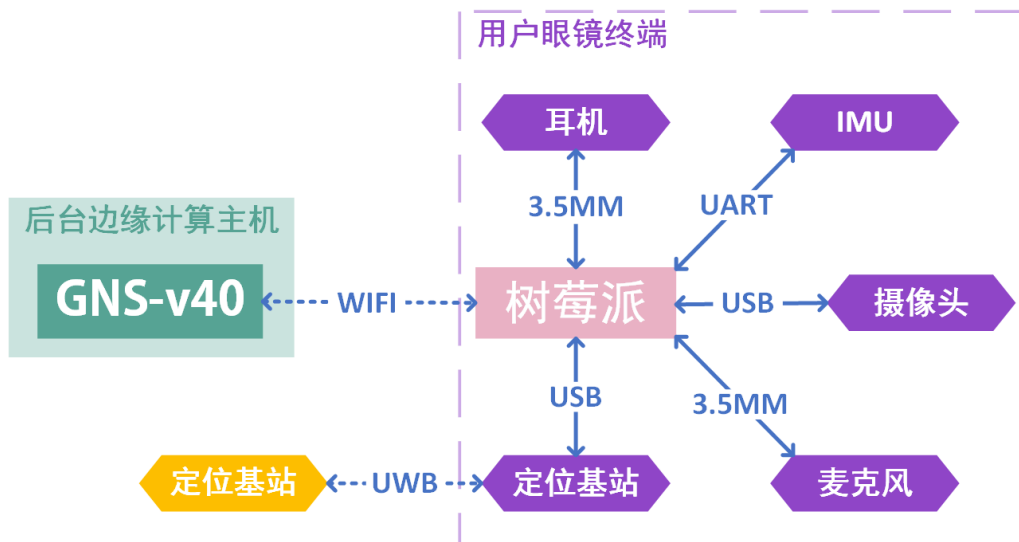 用户眼镜终端
耳机
IMU
3.5MM
UART
后台边缘计算主机
GNS-v40
WIFI
树莓派
USB
摄像头
USB
3.5MM
定位基站
UWB
定位基站
麦克风